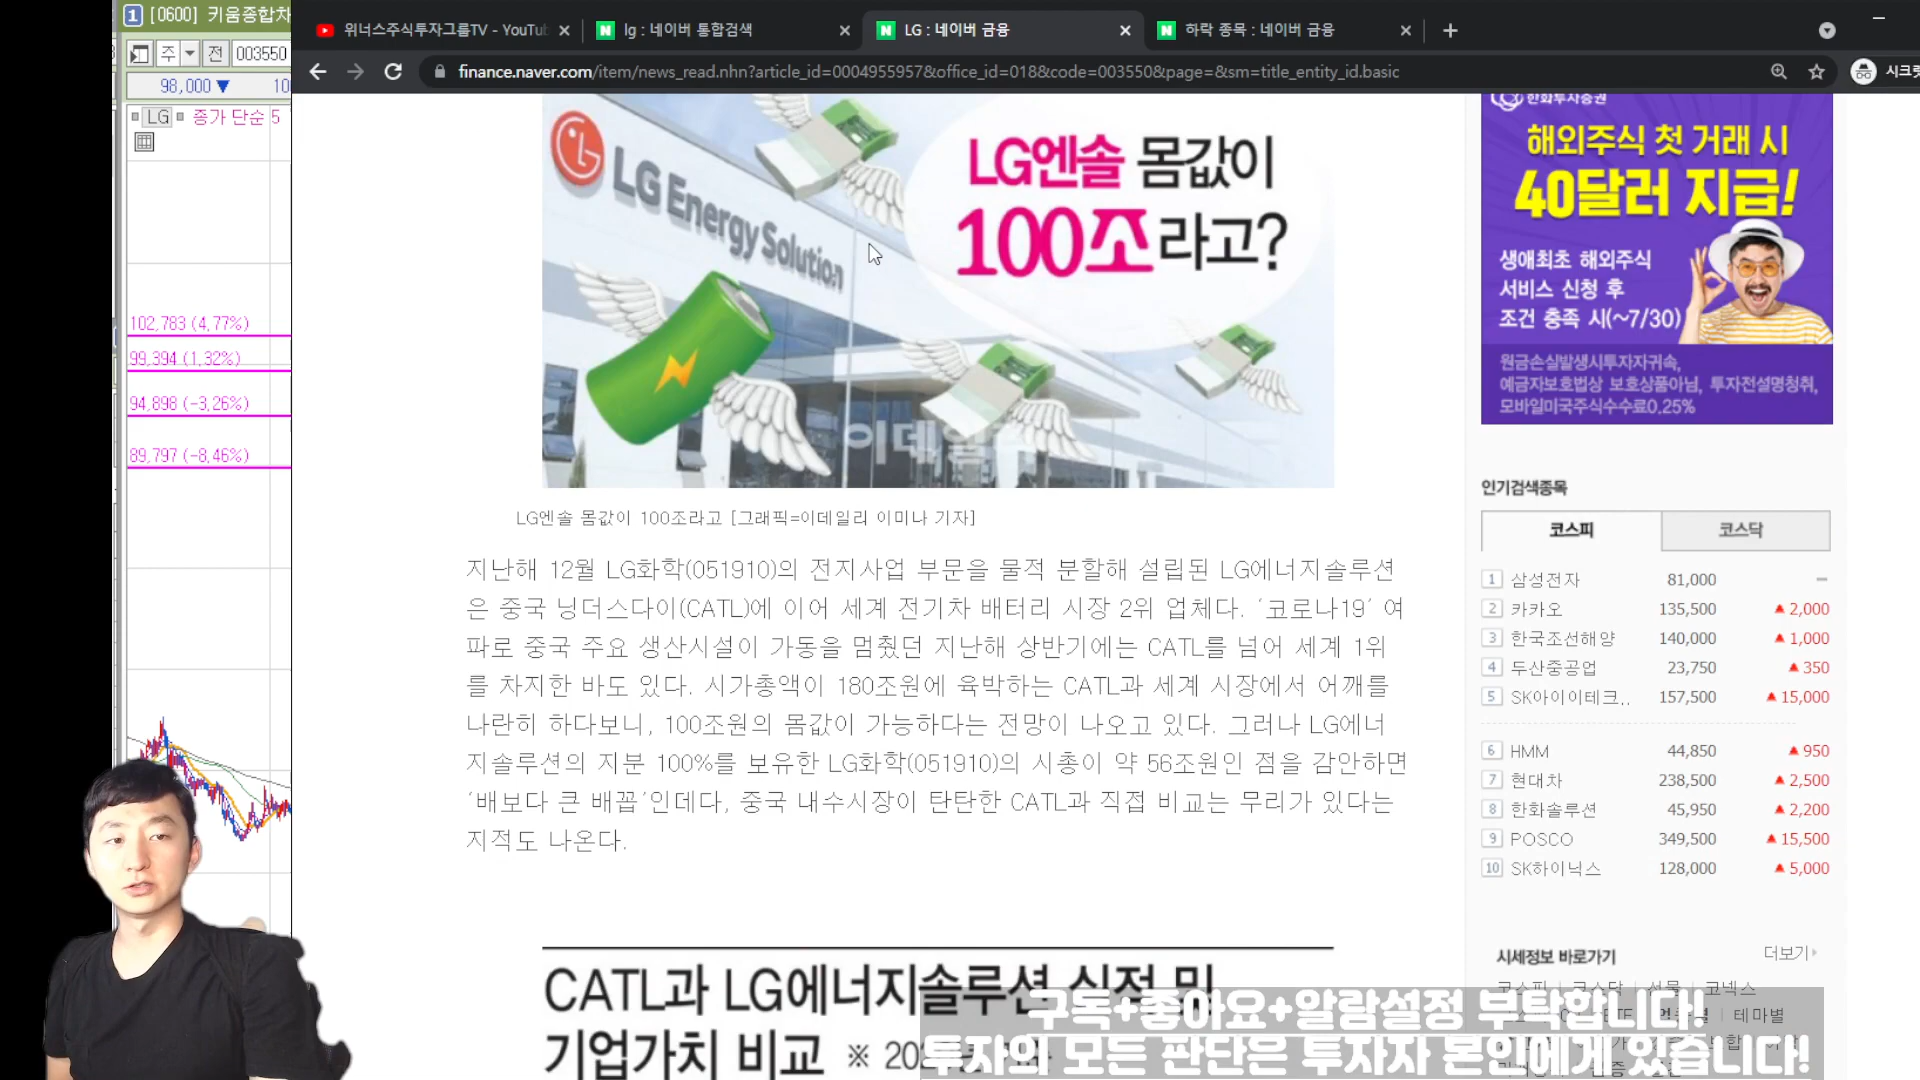 1 [0600] 키움종합차
위너스주식투자그룹TV - YouTub
lg : 네이버 통합검색
LG : 네이버 금융
하락 종목 : 네이버 금융
주
전
003550
finance.naver.com/item/news_read.nhn?article_id=0004955957&office_id=018&code=003550&page=&sm=title_entity_id.basic
시크릿
98,000▼ 10
LG 종가 단순 5
102,783 (4,77%)
99,394 (1,32%)
94,898 (-3,26%)
89,797 (-8,46%)
LG Energy Solution
LG엔솔 몸값이
100조라고?
LG엔솔 몸값이 100조라고 [그래픽=이데일리 이미나 기자]
지난해 12월 LG화학(051910)의 전지사업 부문을 물적 분할해 설립된 LG에너지솔루션
은 중국 닝더스다이(CATL)에 이어 세계 전기차 배터리 시장 2위 업체다. ‘코로나19’ 여
파로 중국 주요 생산시설이 가동을 멈췄던 지난해 상반기에는 CATL를 넘어 세계 1위
를 차지한 바도 있다. 시가총액이 180조원에 육박하는 CATL과 세계 시장에서 어깨를
나란히 하다보니, 100조원의 몸값이 가능하다는 전망이 나오고 있다. 그러나 LG에너
지솔루션의 지분 100%를 보유한 LG화학(051910)의 시총이 약 56조원인 점을 감안하면
‘배보다 큰 배꼽’인데다, 중국 내수시장이 탄탄한 CATL과 직접 비교는 무리가 있다는
지적도 나온다.
CATL과 LG에너지솔루션 실적 및
기업가치 비교 ※
한화투자증권
해외주식 첫 거래 시
40달러 지급!
생애최초 해외주식
서비스 신청 후
조건 충족 시(~7/30)
원금손실발생시투자자귀속,
예금자보호법상 보호상품아님, 투자전설명청취,
모바일미국주식수수료0.25%
인기검색종목
코스피 코스닥
1 삼성전자 81,000 -
2 카카오 135,500 ▲2,000
3 한국조선해양 140,000 ▲1,000
4 두산중공업 23,750 ▲350
5 SK아이이테크.. 157,500 ▲15,000
6 HMM 44,850 ▲950
7 현대차 238,500 ▲2,500
8 한화솔루션 45,950 ▲2,200
9 POSCO 349,500 ▲15,500
10 SK하이닉스 128,000 ▲5,000
시세정보 바로가기 더보기
코스피 | 코스닥 | 선물 | 코넥스
테마별
구독+좋아요+알람설정 부탁합니다!
투자의 모든 판단은 투자자 본인에게 있습니다!